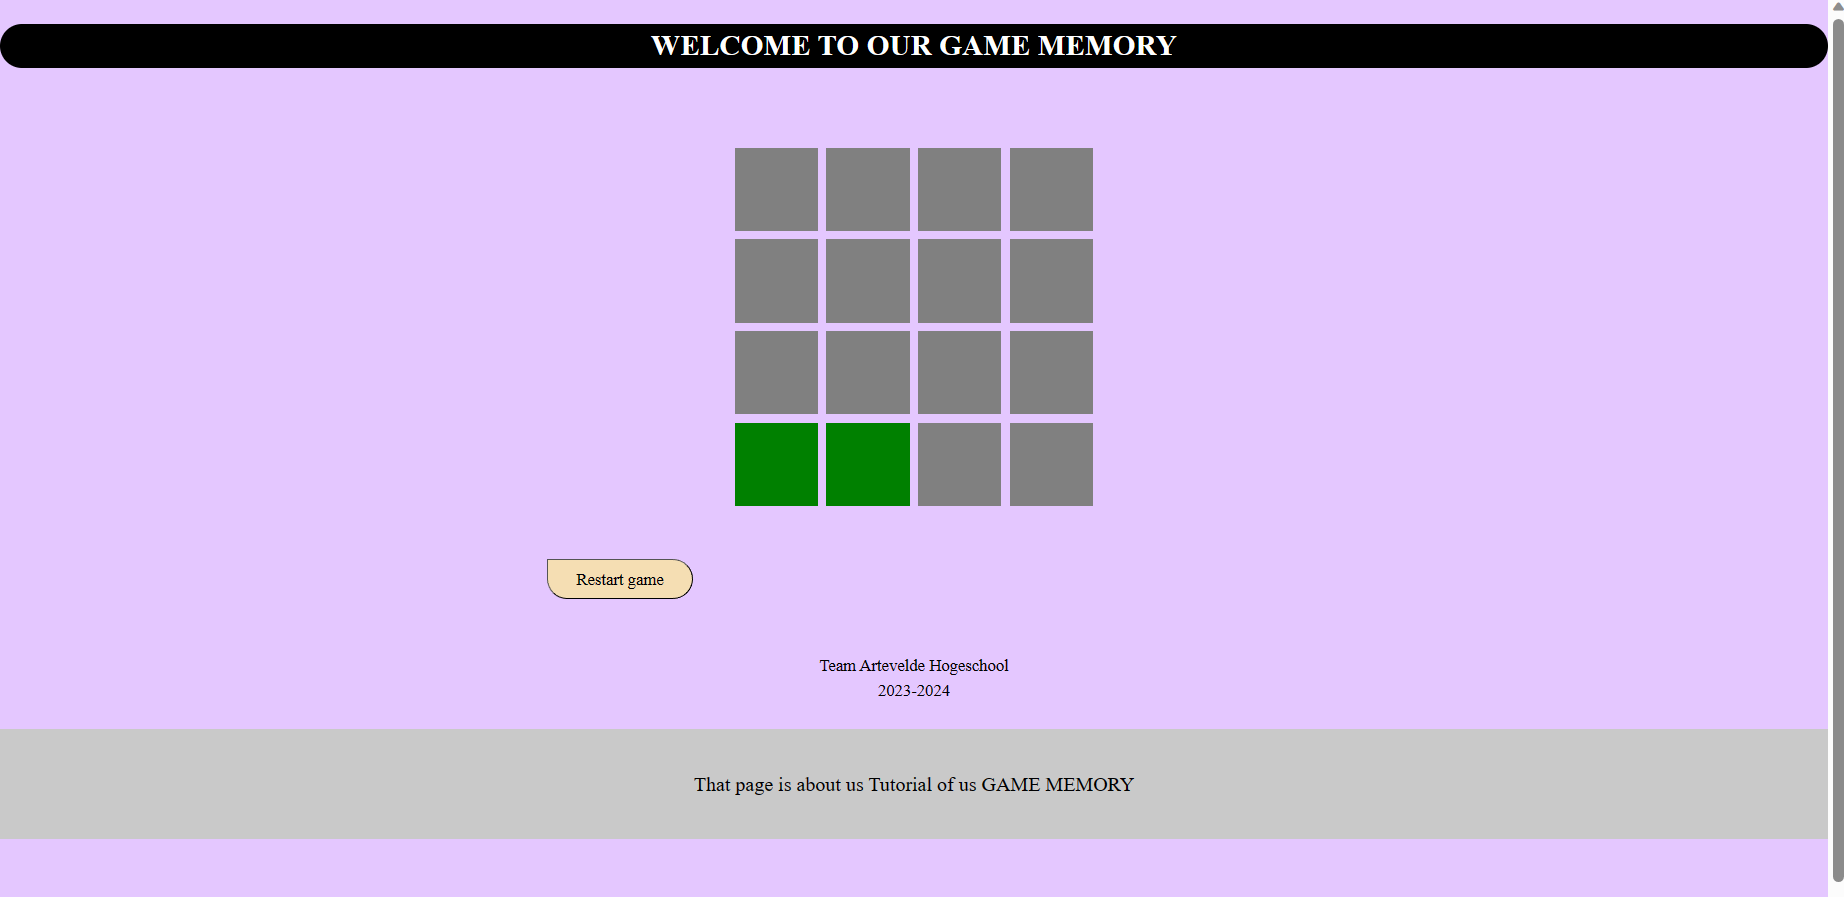 WELCOME TO OUR GAME MEMORY
Restart game
Team Artevelde Hogeschool
2023-2024
That page is about us Tutorial of us GAME MEMORY